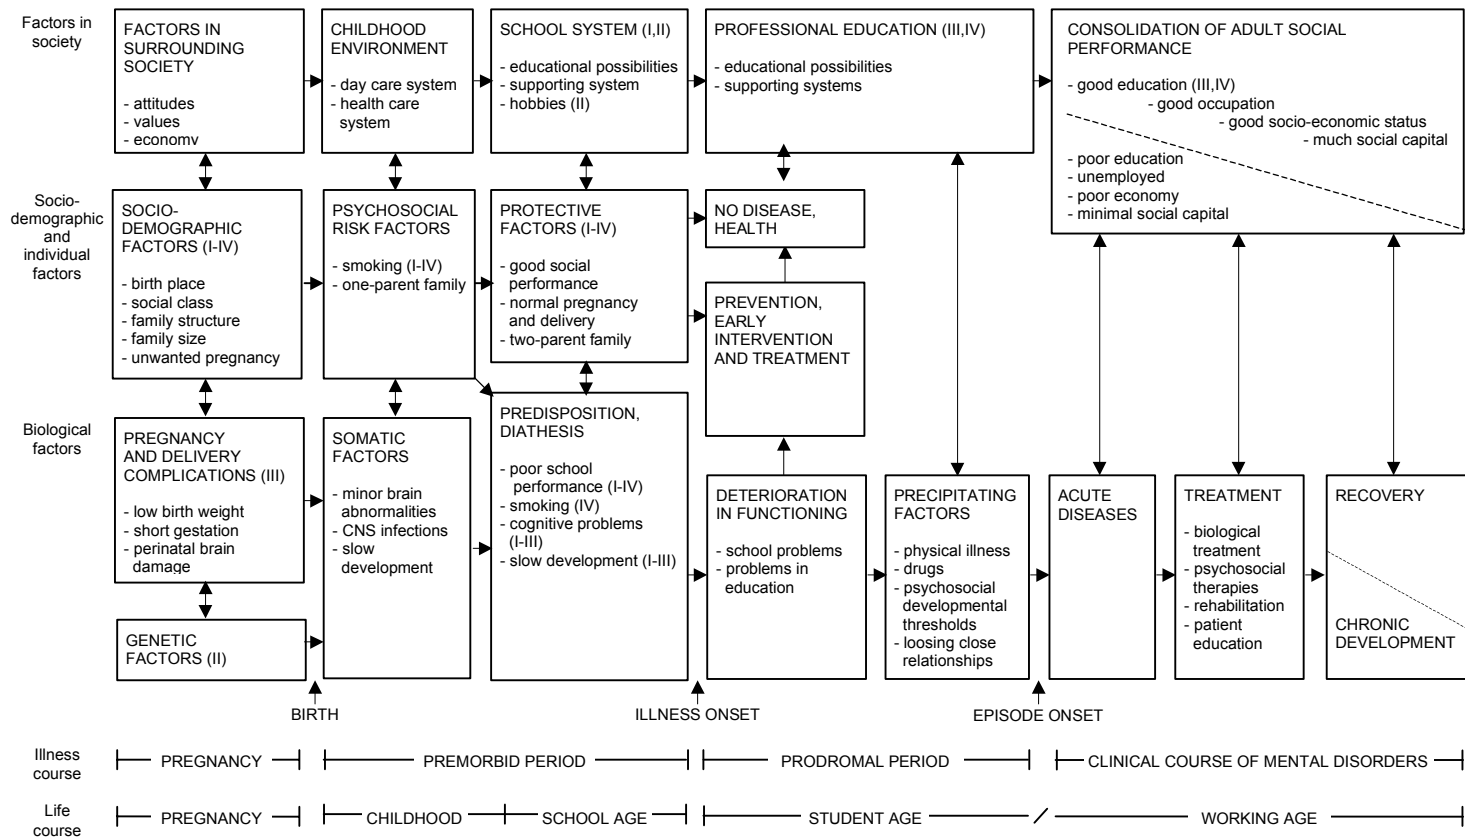 Factors in
society
FACTORS IN
SURROUNDING
SOCIETY
- attitudes
- values
- economy
CHILDHOOD
ENVIRONMENT
- day care system
- health care
system
SCHOOL SYSTEM (I,II)
- educational possibilities
- supporting system
- hobbies (II)
PROFESSIONAL EDUCATION (III,IV)
- educational possibilities
- supporting systems
CONSOLIDATION OF ADULT SOCIAL
PERFORMANCE
- good education (III,IV)
- good occupation
- good socio-economic status
- much social capital
- poor education
- unemployed
- poor economy
- minimal social capital
Socio-
demographic
and
individual
factors
SOCIO-
DEMOGRAPHIC
FACTORS (I-IV)
- birth place
- social class
- family structure
- family size
- unwanted pregnancy
PSYCHOSOCIAL
RISK FACTORS
- smoking (I-IV)
- one-parent family
PROTECTIVE
FACTORS (I-IV)
- good social
performance
- normal pregnancy
and delivery
- two-parent family
NO DISEASE,
HEALTH
PREVENTION,
EARLY
INTERVENTION
AND TREATMENT
Biological
factors
PREGNANCY
AND DELIVERY
COMPLICATIONS (III)
- low birth weight
- short gestation
- perinatal brain
damage
GENETIC
FACTORS (II)
SOMATIC
FACTORS
- minor brain
abnormalities
- CNS infections
- slow
development
PREDISPOSITION,
DIATHESIS
- poor school
performance (I-IV)
- smoking (IV)
- cognitive problems
(I-III)
- slow development (I-III)
DETERIORATION
IN FUNCTIONING
- school problems
- problems in
education
PRECIPITATING
FACTORS
- physical illness
- drugs
- psychosocial
developmental
thresholds
- loosing close
relationships
ACUTE
DISEASES
TREATMENT
- biological
treatment
- psychosocial
therapies
- rehabilitation
- patient
education
RECOVERY
CHRONIC
DEVELOPMENT
BIRTH
ILLNESS ONSET
EPISODE ONSET
Illness
course
PREGNANCY
PREMORBID PERIOD
PRODROMAL PERIOD
CLINICAL COURSE OF MENTAL DISORDERS
Life
course
PREGNANCY
CHILDHOOD
SCHOOL AGE
STUDENT AGE
/
WORKING AGE